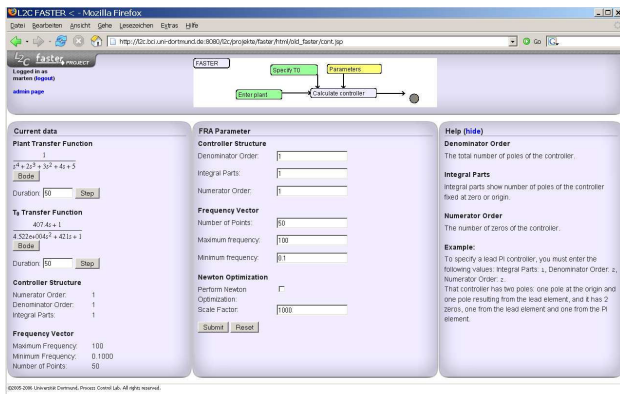 L2C FASTER < - Mozilla Firefox
Datei Bearbeiten Ansicht Gehe Lesezeichen Extras Hilfe
http://l2c.bci.uni-dortmund.de:8080/l2c/projekte/faster/html/old_faster/cont.jsp
Go
L2C faster PROJECT
Logged in as
marten (logout)
admin page
FASTER
Specify T0
Parameters
Enter plant
Calculate controller
Current data
Plant Transfer Function
1
s^4 + 2s^3 + 3s^2 + 4s + 5
Bode
Duration: 50 Step
T0 Transfer Function
407.4s + 1
4.522e+004s^2 + 421s + 1
Bode
Duration: 50 Step
Controller Structure
Numerator Order: 1
Denominator Order: 1
Integral Parts: 1
Frequency Vector
Maximum Frequency: 100
Minimum Frequency: 0.1000
Number of Points: 50
FRA Parameter
Controller Structure
Denominator Order: 1
Integral Parts: 1
Numerator Order: 1
Frequency Vector
Number of Points: 50
Maximum frequency: 100
Minimum frequency: 0.1
Newton Optimization
Perform Newton
Optimization:
Scale Factor: 1000
Submit Reset
Help (hide)
Denominator Order
The total number of poles of the controller.
Integral Parts
Integral parts show number of poles of the controller
fixed at zero or origin.
Numerator Order
The number of zeros of the controller.
Example:
To specify a lead PI controller, you must enter the
following values: Integral Parts: 1, Denominator Order: 2,
Numerator Order: 2.
That controller has two poles: one pole at the origin and
one pole resulting from the lead element, and it has 2
zeros, one from the lead element and one from the PI
element.
©2005-2006 Universität Dortmund, Process Control Lab. All rights reserved.